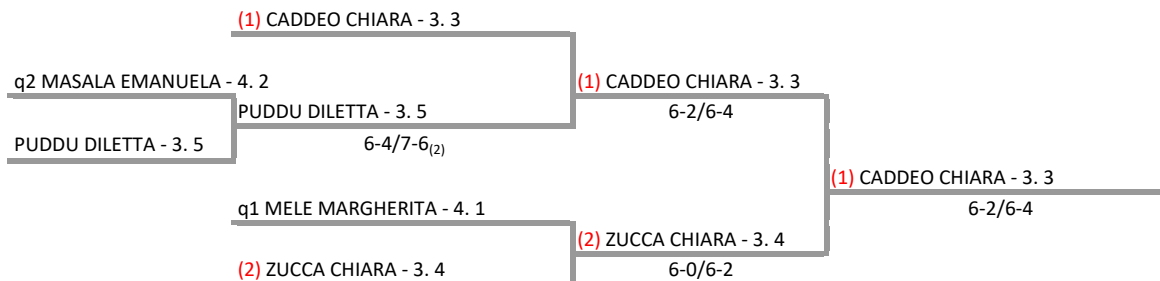 (1) CADDEO CHIARA - 3. 3
q2 MASALA EMANUELA - 4. 2
(1) CADDEO CHIARA - 3. 3
PUDDU DILETTA - 3. 5
6-2/6-4
PUDDU DILETTA - 3. 5
6-4/7-6(2)
(1) CADDEO CHIARA - 3. 3
q1 MELE MARGHERITA - 4. 1
6-2/6-4
(2) ZUCCA CHIARA - 3. 4
(2) ZUCCA CHIARA - 3. 4
6-0/6-2